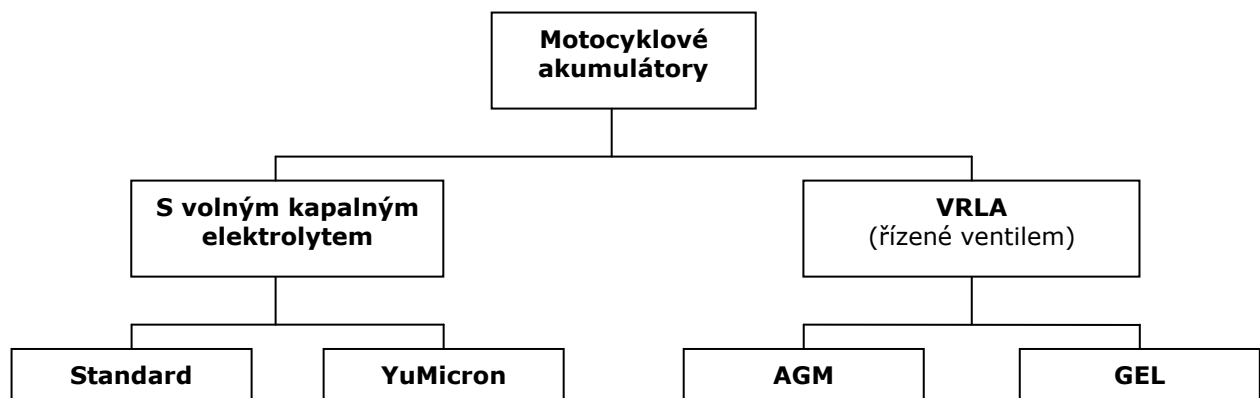 Motocyklové
akumulátory
S volným kapalným
elektrolytem
VRLA
(řízené ventilem)
Standard
YuMicron
AGM
GEL